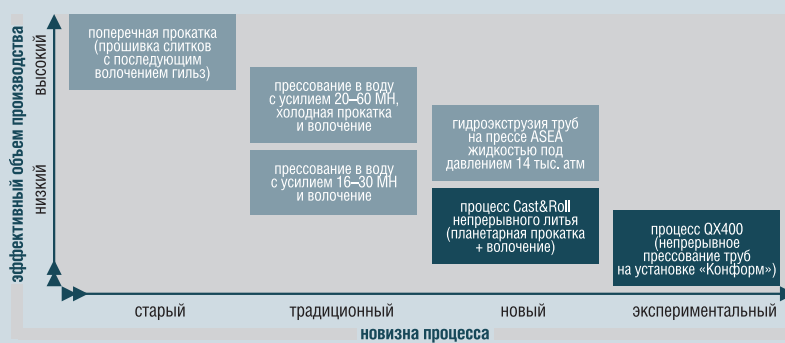 эффективный объем производства
высокий
низкий
поперечная прокатка
(прошивка слитков
с последующим
волочением гильз)
прессование в воду
с усилием 20–60 МН,
холодная прокатка
и волочение
прессование в воду
с усилием 16–30 МН
и волочение
гидроэкструзия труб
на прессе ASEA
жидкостью под
давлением 14 тыс. атм
процесс Cast&Roll
непрерывного литья
(планетарная прокатка
+ волочение)
процесс QX400
(непрерывное
прессование труб
на установке «Конформ»)
старый
традиционный
новый
экспериментальный
новизна процесса